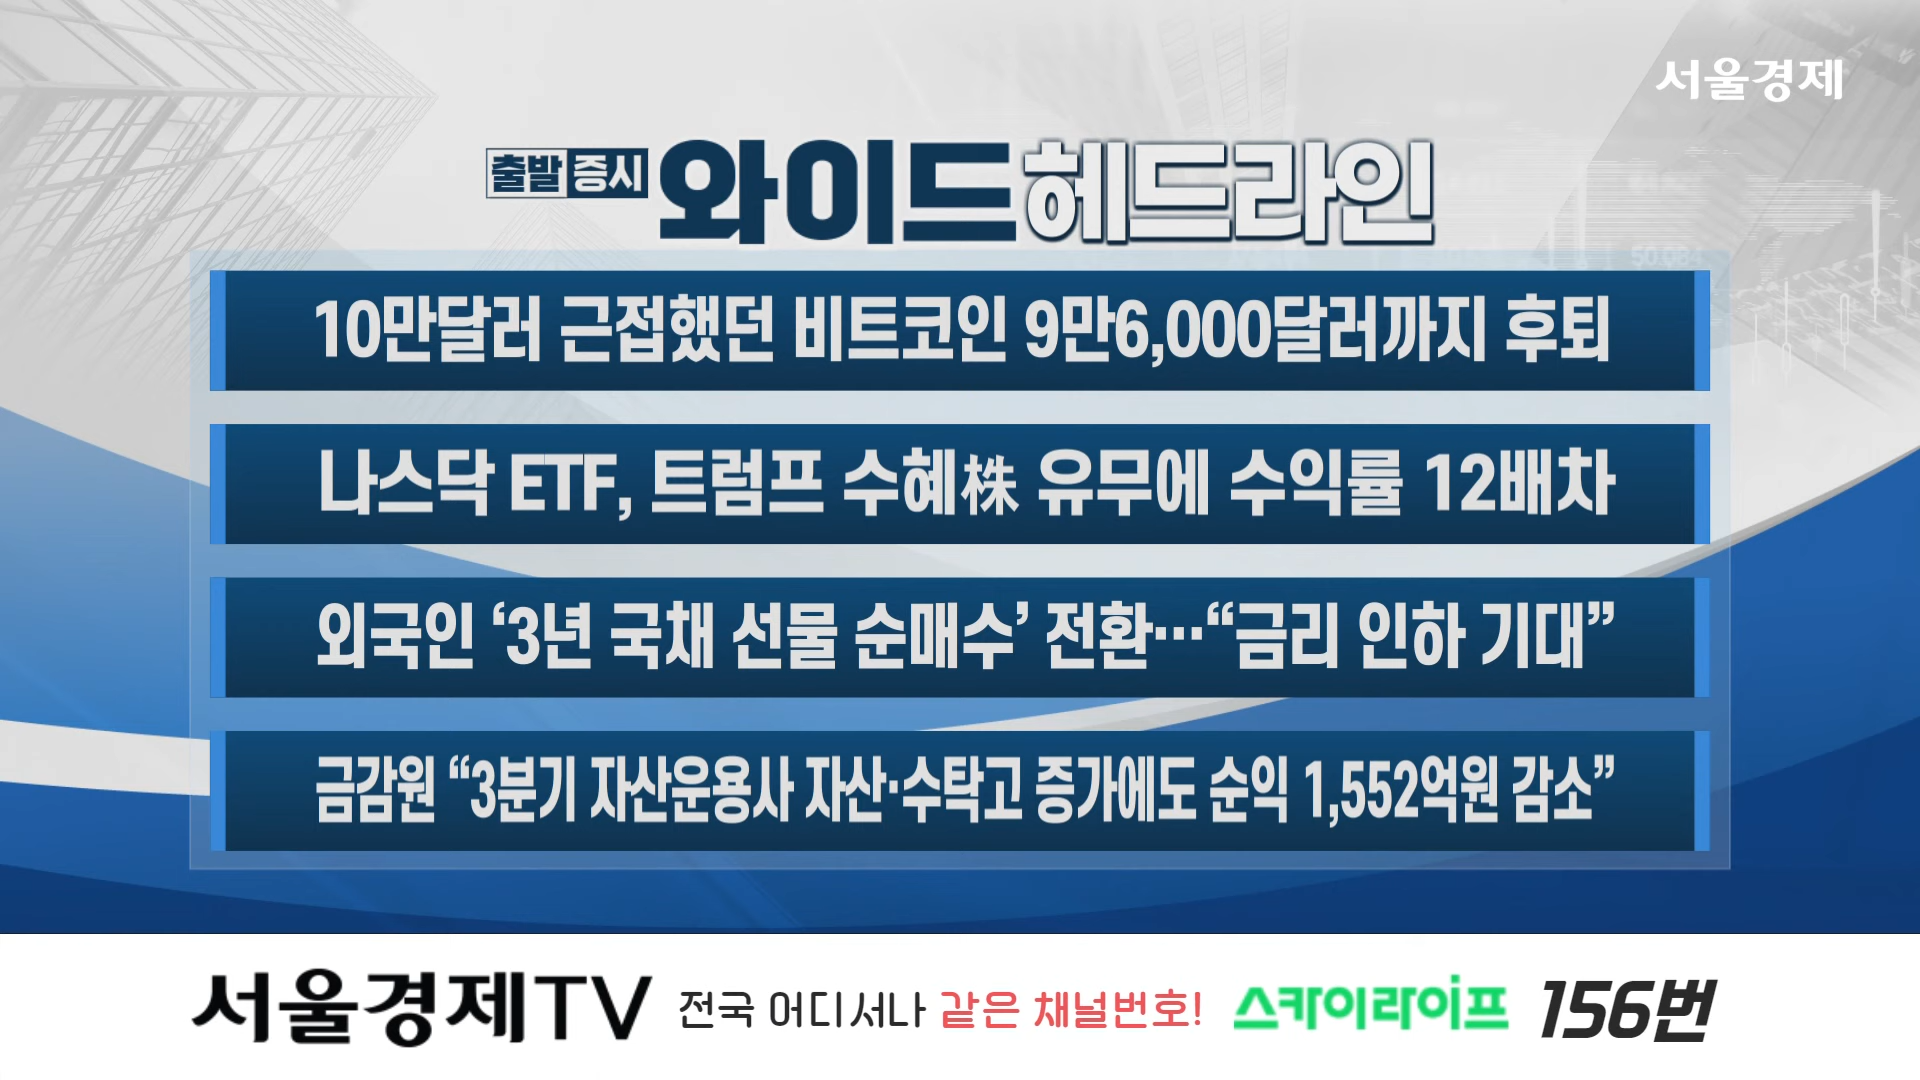 서울경제
출발 증시 와이드헤드라인
10만달러 근접했던 비트코인 9만6,000달러까지 후퇴
나스닥 ETF, 트럼프 수혜株 유무에 수익률 12배차
외국인 ‘3년 국채 선물 순매수’ 전환…“금리 인하 기대”
금감원 “3분기 자산운용사 자산·수탁고 증가에도 순익 1,552억원 감소”
서울경제TV 전국 어디서나 같은 채널번호! 스카이라이프 156번